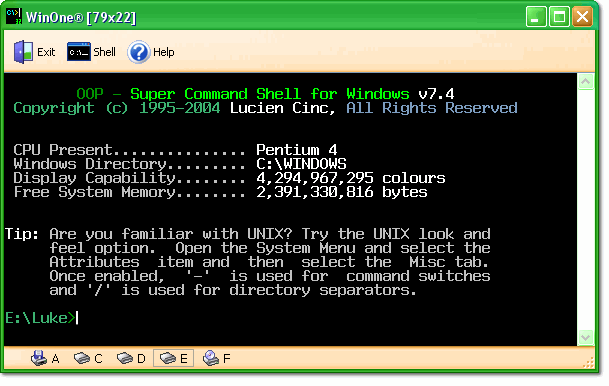 WinOne® [79x22]
Exit Shell Help
OOP - Super Command Shell for Windows v7.4
Copyright (c) 1995-2004 Lucien Cinc, All Rights Reserved
CPU Present............... Pentium 4
Windows Directory......... C:\WINDOWS
Display Capability........ 4,294,967,295 colours
Free System Memory........ 2,391,330,816 bytes
Tip: Are you familiar with UNIX? Try the UNIX look and
feel option.  Open the System Menu and select the
Attributes  item and  then  select the  Misc tab.
Once enabled,  '-'  is used for  command switches
and '/' is used for directory separators.
E:\Luke>
A C D E F